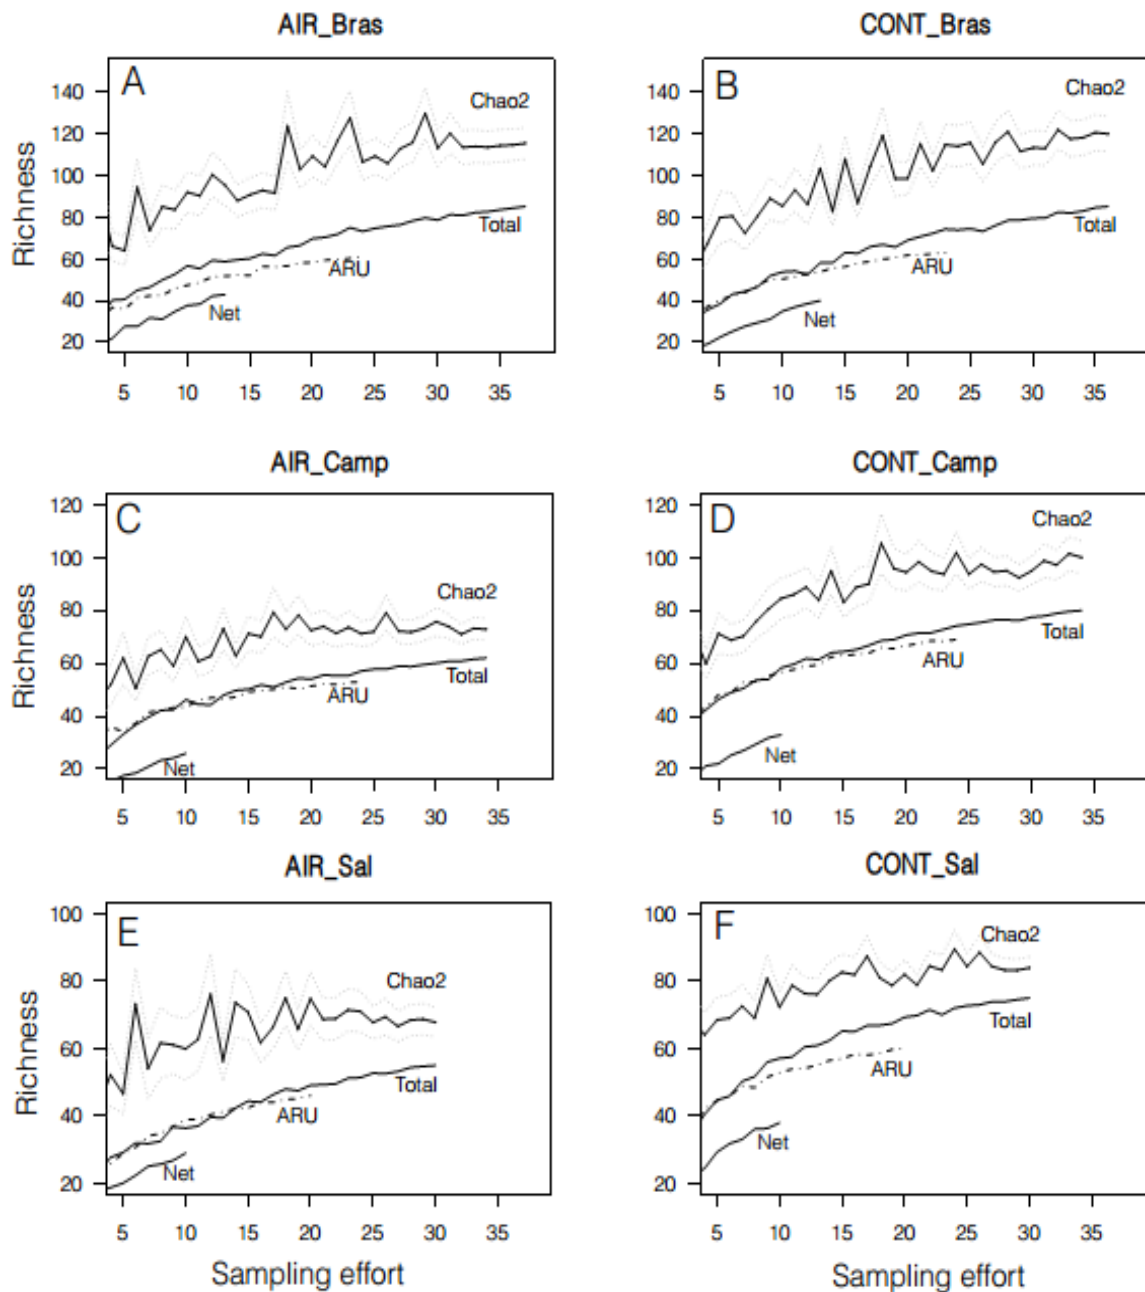 AIR_Bras
CONT_Bras
A
B
Richness
140
120
100
80
60
40
20
Chao2
Total
ARU
Net
5 10 15 20 25 30 35
140
120
100
80
60
40
20
Chao2
Total
ARU
Net
5 10 15 20 25 30 35
AIR_Camp
CONT_Camp
C
D
Richness
120
100
80
60
40
20
Chao2
Total
ARU
Net
5 10 15 20 25 30 35
120
100
80
60
40
20
Chao2
Total
ARU
Net
5 10 15 20 25 30 35
AIR_Sal
CONT_Sal
E
F
Richness
100
80
60
40
20
Chao2
Total
ARU
Net
5 10 15 20 25 30 35
Sampling effort
100
80
60
40
20
Chao2
Total
ARU
Net
5 10 15 20 25 30 35
Sampling effort